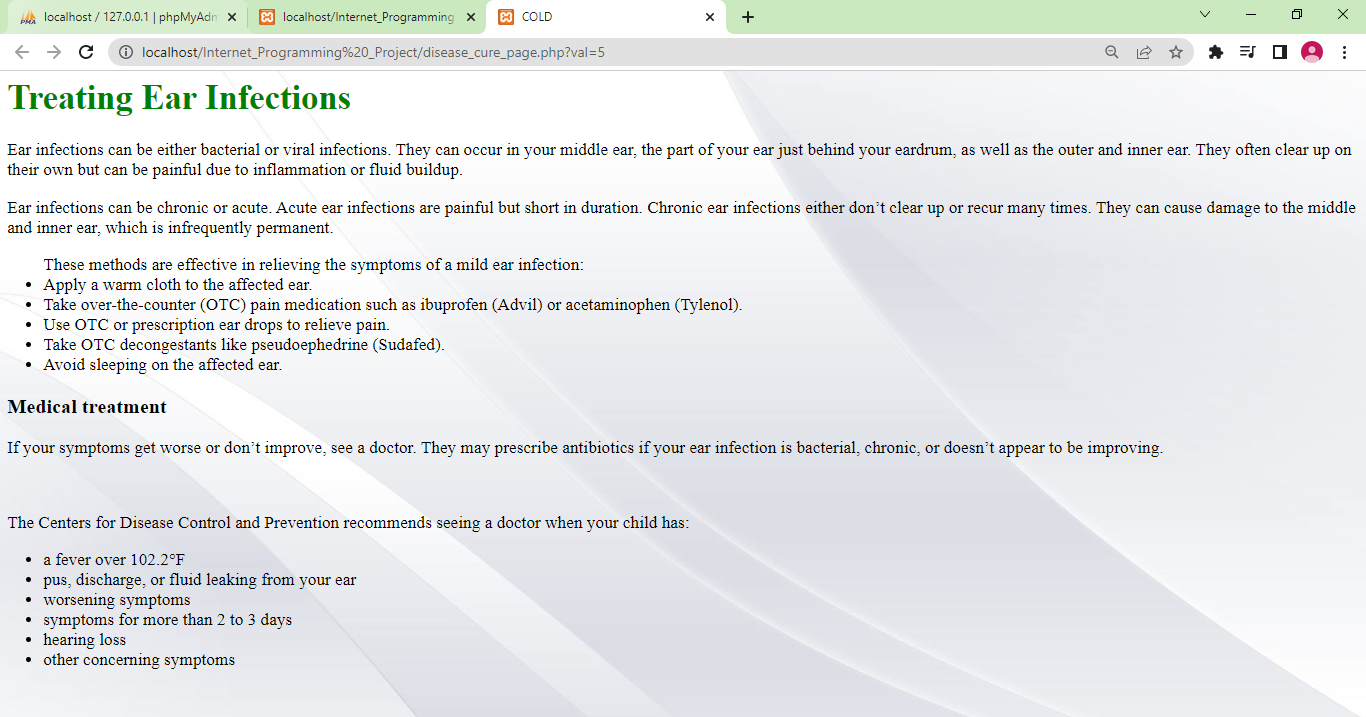 localhost / 127.0.0.1 | phpMyAdm
localhost/Internet_Programming
COLD
localhost/Internet_Programming%20_Project/disease_cure_page.php?val=5
Treating Ear Infections
Ear infections can be either bacterial or viral infections. They can occur in your middle ear, the part of your ear just behind your eardrum, as well as the outer and inner ear. They often clear up on
their own but can be painful due to inflammation or fluid buildup.
Ear infections can be chronic or acute. Acute ear infections are painful but short in duration. Chronic ear infections either don’t clear up or recur many times. They can cause damage to the middle
and inner ear, which is infrequently permanent.
These methods are effective in relieving the symptoms of a mild ear infection:
• Apply a warm cloth to the affected ear.
• Take over-the-counter (OTC) pain medication such as ibuprofen (Advil) or acetaminophen (Tylenol).
• Use OTC or prescription ear drops to relieve pain.
• Take OTC decongestants like pseudoephedrine (Sudafed).
• Avoid sleeping on the affected ear.
Medical treatment
If your symptoms get worse or don’t improve, see a doctor. They may prescribe antibiotics if your ear infection is bacterial, chronic, or doesn’t appear to be improving.
The Centers for Disease Control and Prevention recommends seeing a doctor when your child has:
• a fever over 102.2°F
• pus, discharge, or fluid leaking from your ear
• worsening symptoms
• symptoms for more than 2 to 3 days
• hearing loss
• other concerning symptoms